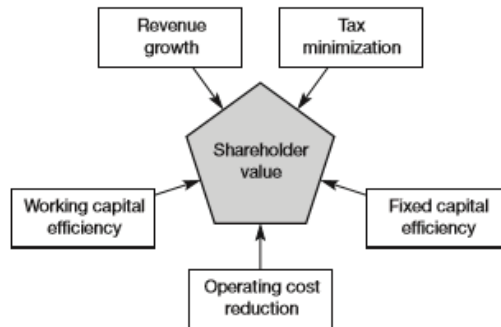 Revenue
growth
Tax
minimization
Shareholder
value
Working capital
efficiency
Fixed capital
efficiency
Operating cost
reduction